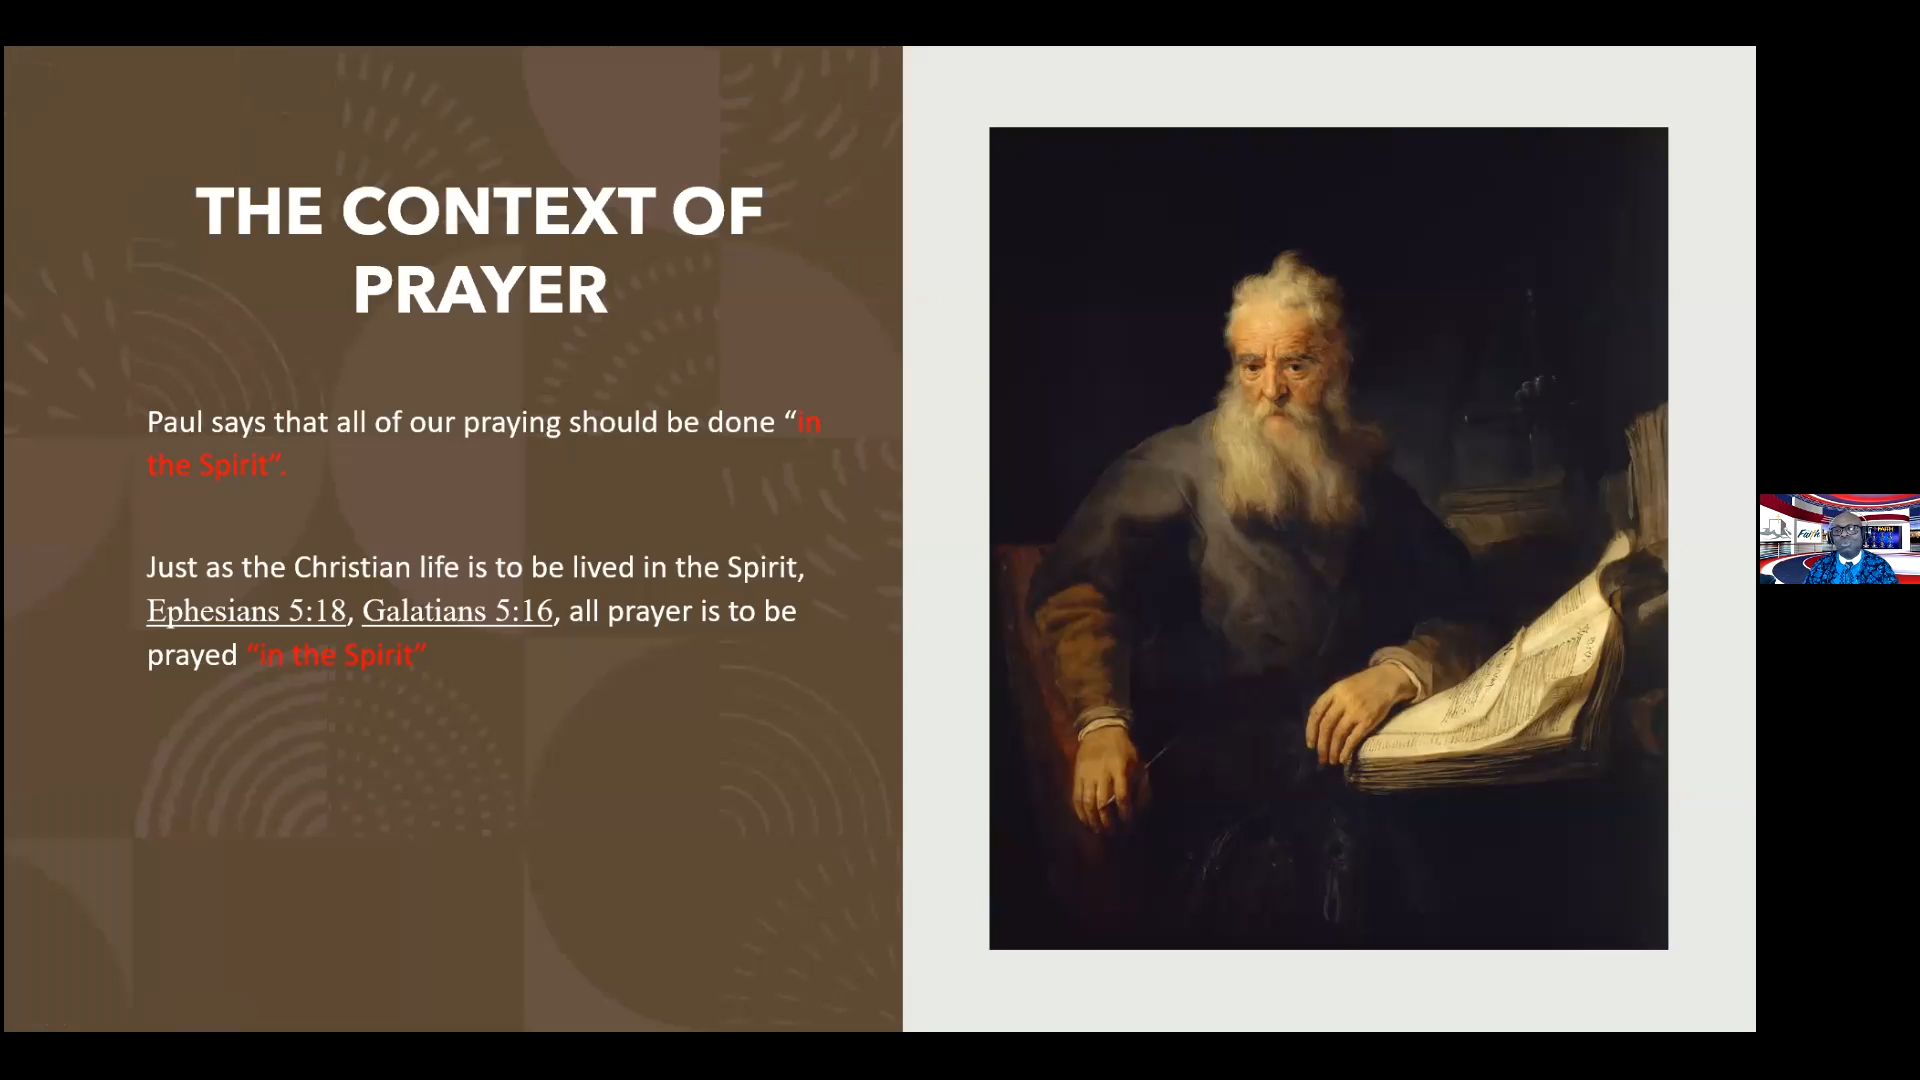 THE CONTEXT OF
PRAYER
Paul says that all of our praying should be done “in
the Spirit”.
Just as the Christian life is to be lived in the Spirit,
Ephesians 5:18, Galatians 5:16, all prayer is to be
prayed “in the Spirit”
Faith
FAITH